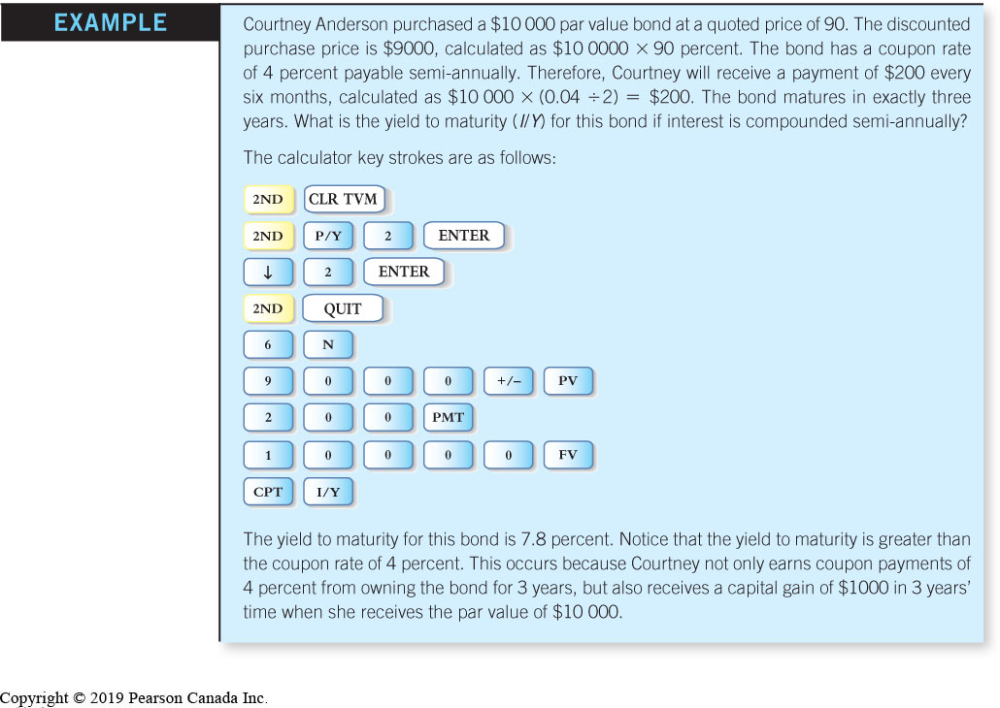 EXAMPLE
Courtney Anderson purchased a $10 000 par value bond at a quoted price of 90. The discounted
purchase price is $9000, calculated as $10 0000 × 90 percent. The bond has a coupon rate
of 4 percent payable semi-annually. Therefore, Courtney will receive a payment of $200 every
six months, calculated as $10 000 × (0.04 ÷2) = $200. The bond matures in exactly three
years. What is the yield to maturity (I/Y) for this bond if interest is compounded semi-annually?
The calculator key strokes are as follows:
2ND CLR TVM
2ND P/Y 2 ENTER
↓ 2 ENTER
2ND QUIT
6 N
9 0 0 0 +/– PV
2 0 0 PMT
1 0 0 0 0 FV
CPT I/Y
The yield to maturity for this bond is 7.8 percent. Notice that the yield to maturity is greater than
the coupon rate of 4 percent. This occurs because Courtney not only earns coupon payments of
4 percent from owning the bond for 3 years, but also receives a capital gain of $1000 in 3 years’
time when she receives the par value of $10 000.
Copyright © 2019 Pearson Canada Inc.